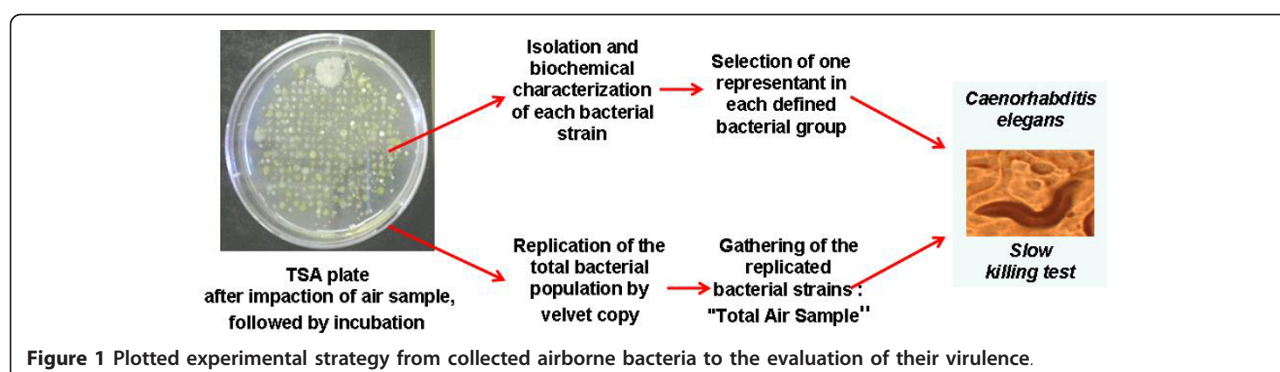 Isolation and
biochemical
characterization
of each bacterial
strain
Selection of one
representant in
each defined
bacterial group
Caenorhabditis
elegans
TSA plate
after impaction of air sample,
followed by incubation
Replication of the
total bacterial
population by
velvet copy
Gathering of the
replicated
bacterial strains :
"Total Air Sample"
Slow
killing test
Figure 1 Plotted experimental strategy from collected airborne bacteria to the evaluation of their virulence.